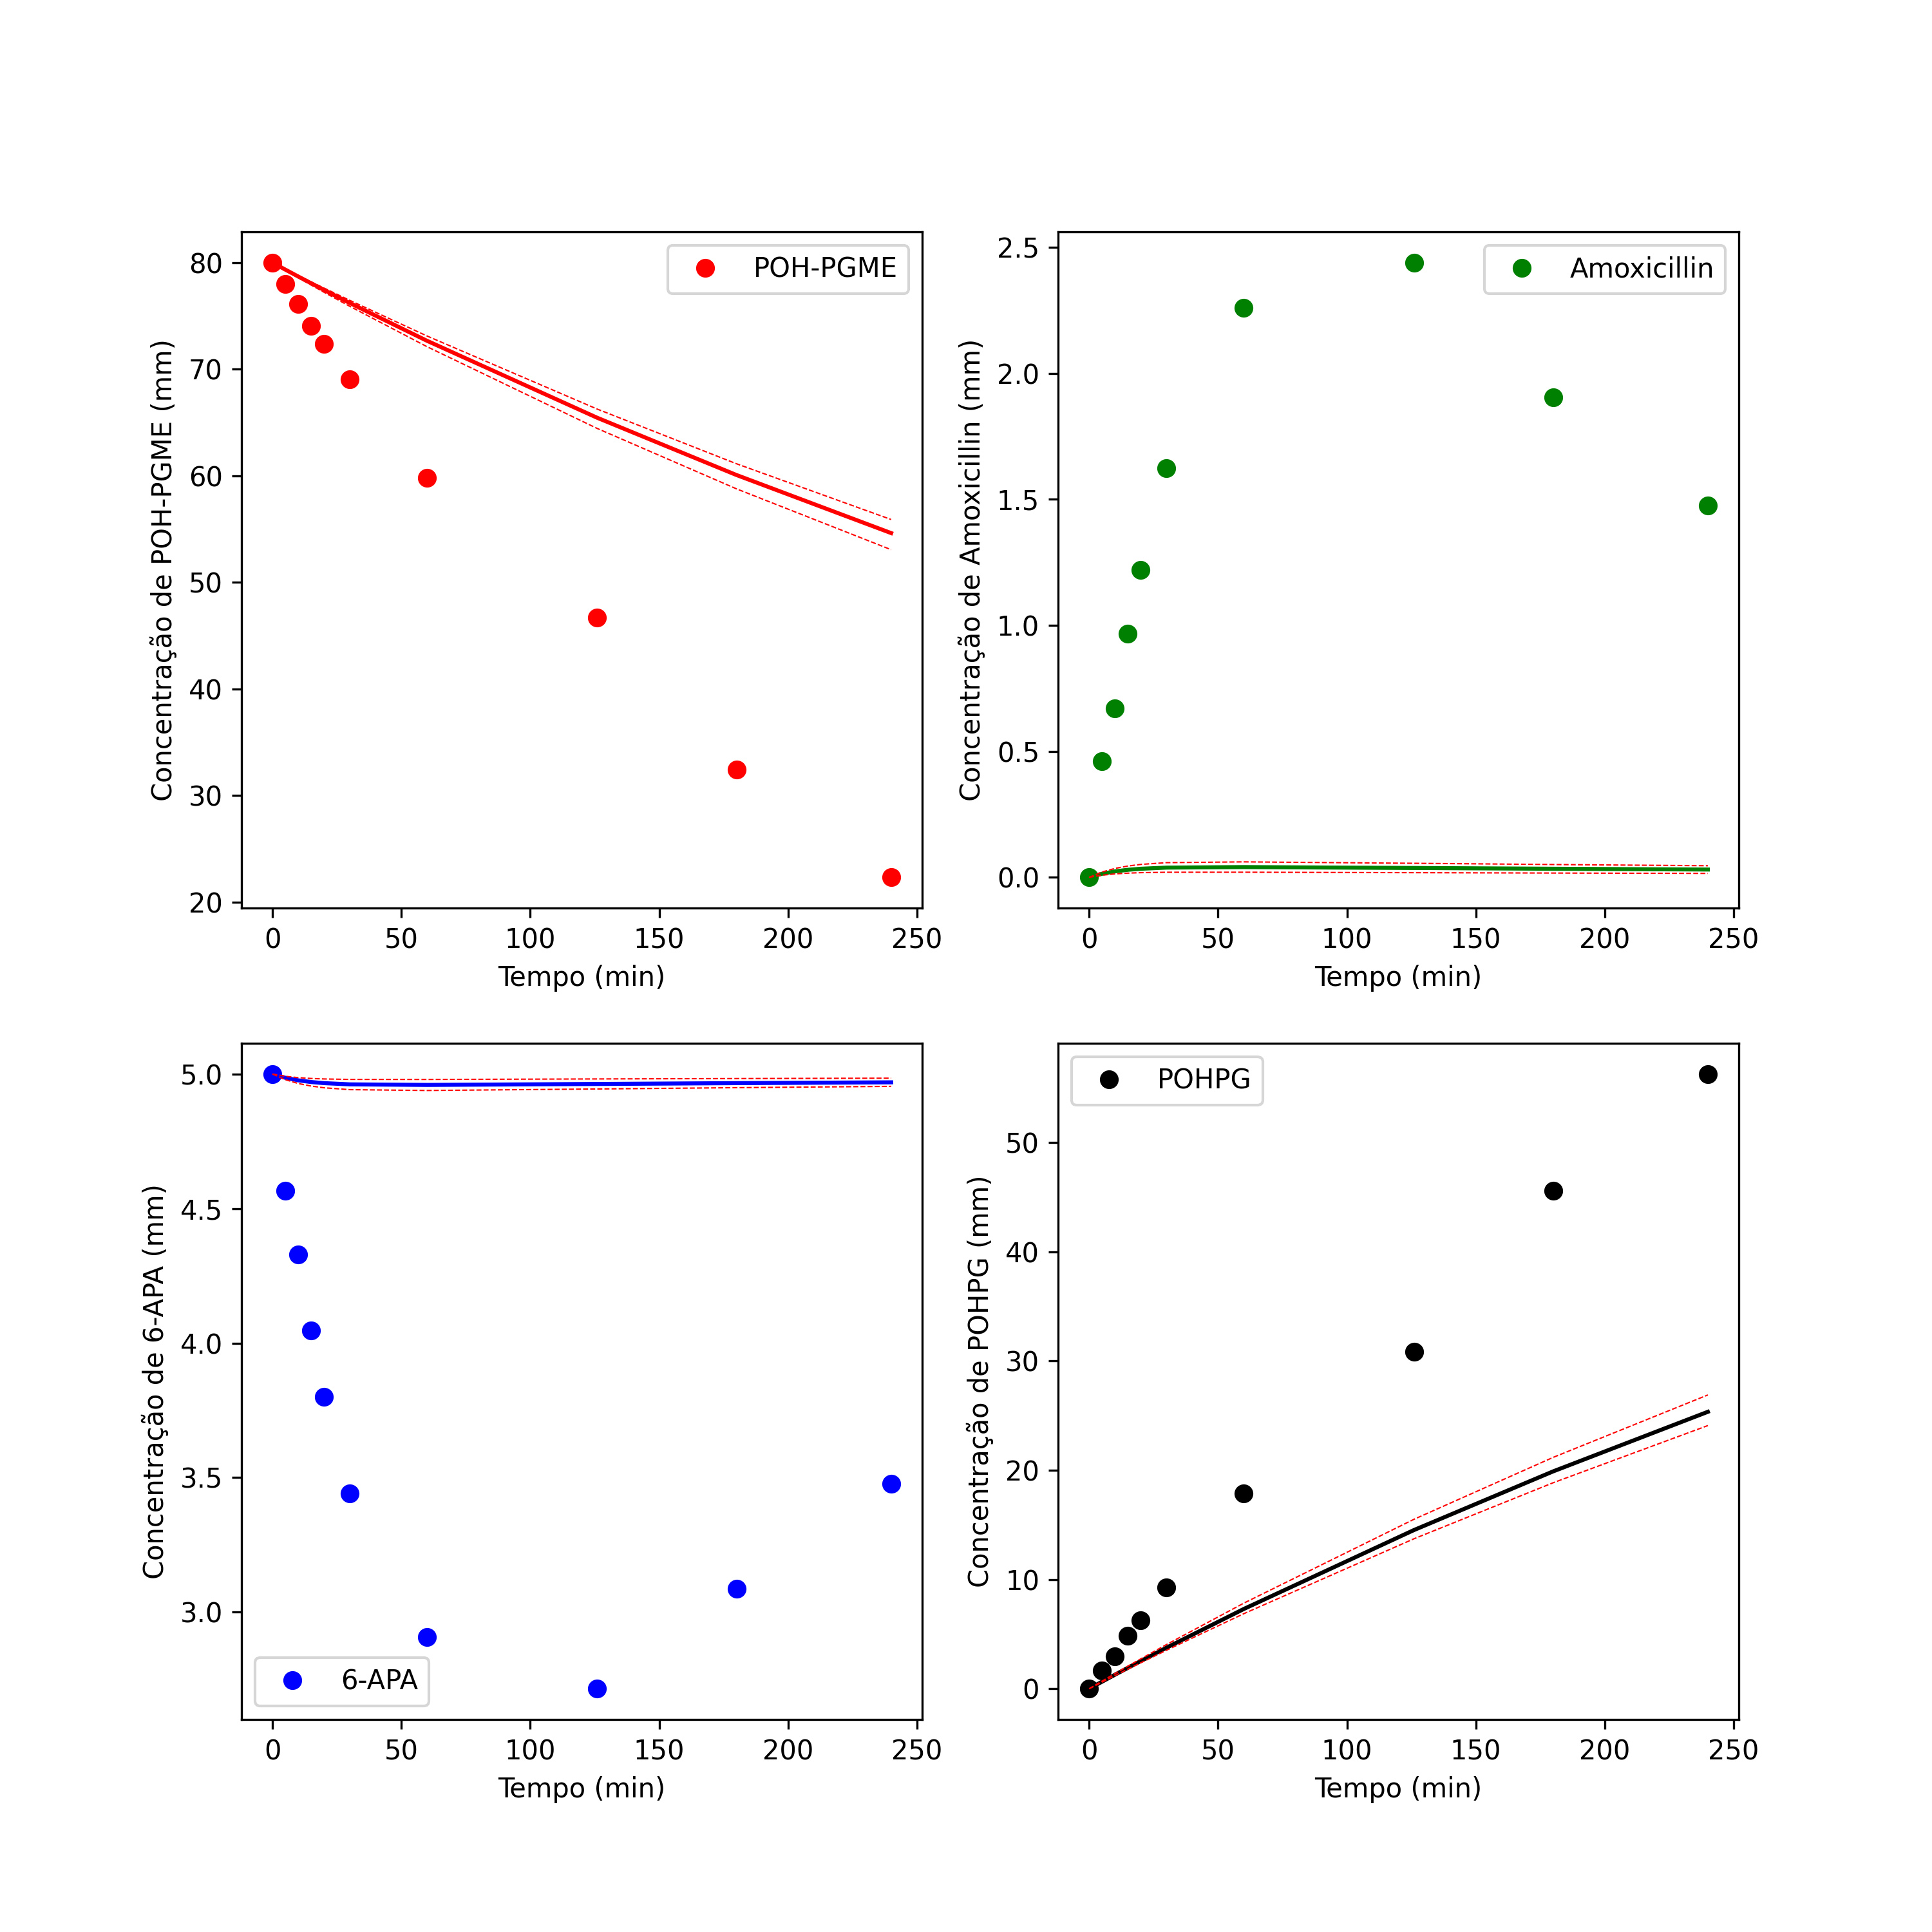 POH-PGME
Concentração de POH-PGME (mm)
80
70
60
50
40
30
20
0 50 100 150 200 250
Tempo (min)
Amoxicillin
Concentração de Amoxicillin (mm)
2.5
2.0
1.5
1.0
0.5
0.0
0 50 100 150 200 250
Tempo (min)
6-APA
Concentração de 6-APA (mm)
5.0
4.5
4.0
3.5
3.0
0 50 100 150 200 250
Tempo (min)
POHPG
Concentração de POHPG (mm)
50
40
30
20
10
0
0 50 100 150 200 250
Tempo (min)